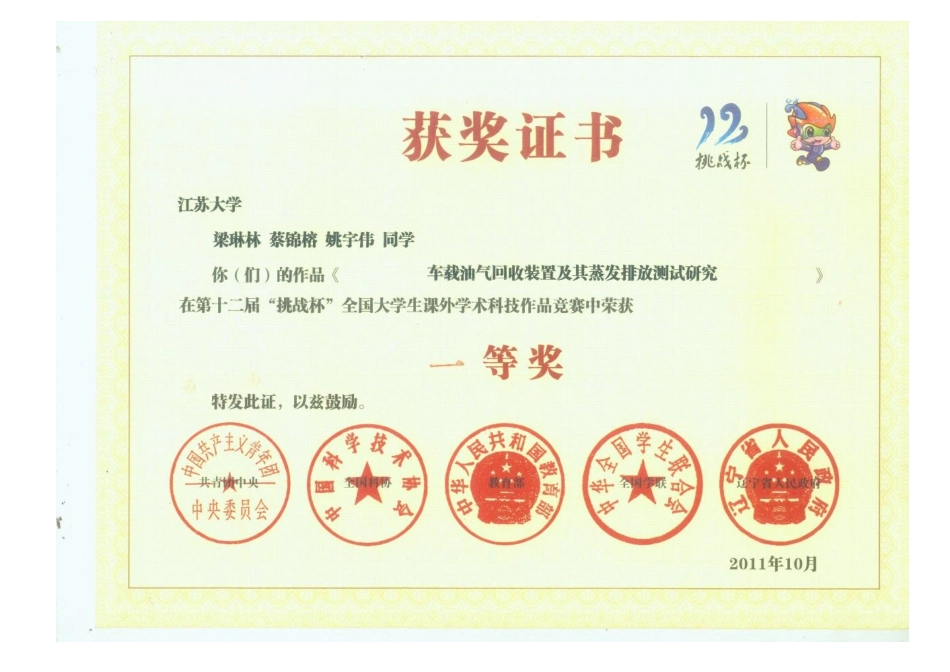 获奖证书
12
挑战杯
江苏大学
梁琳林 蔡锦榕 姚宇伟 同学
你(们)的作品《 车载油气回收装置及其蒸发排放测试研究 》
在第十二届“挑战杯”全国大学生课外学术科技作品竞赛中荣获
一等奖
特发此证，以兹鼓励。
中国共产主义青年团
共青团中央
中央委员会
中国科学技术协会
全国科协
中华人民共和国教育部
教育部
中华全国学生联合会
全国学联
辽宁省人民政府
辽宁省人民政府
2011年10月